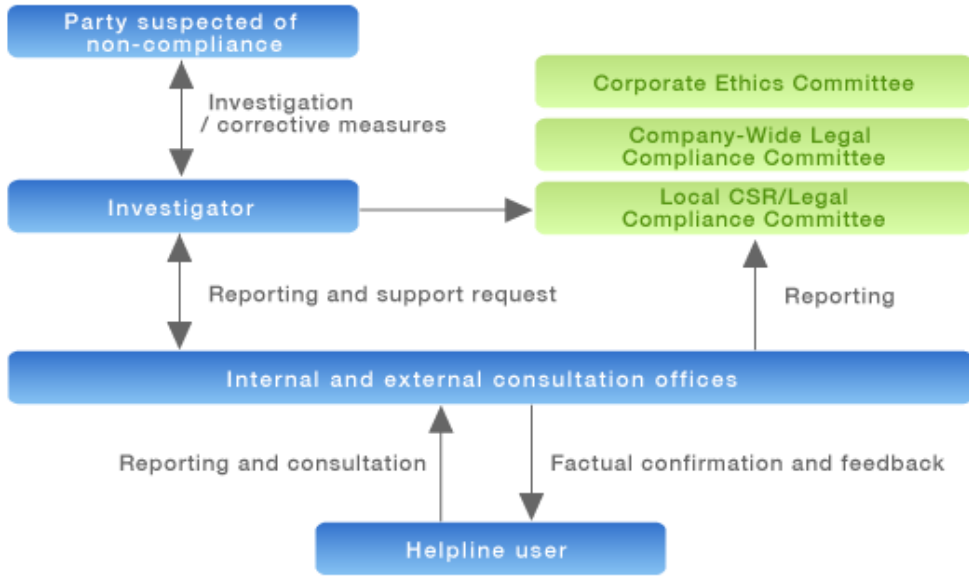 Party suspected of
non-compliance
Investigation
/ corrective measures
Corporate Ethics Committee
Company-Wide Legal
Compliance Committee
Investigator
Local CSR/Legal
Compliance Committee
Reporting and support request
Reporting
Internal and external consultation offices
Reporting and consultation
Factual confirmation and feedback
Helpline user